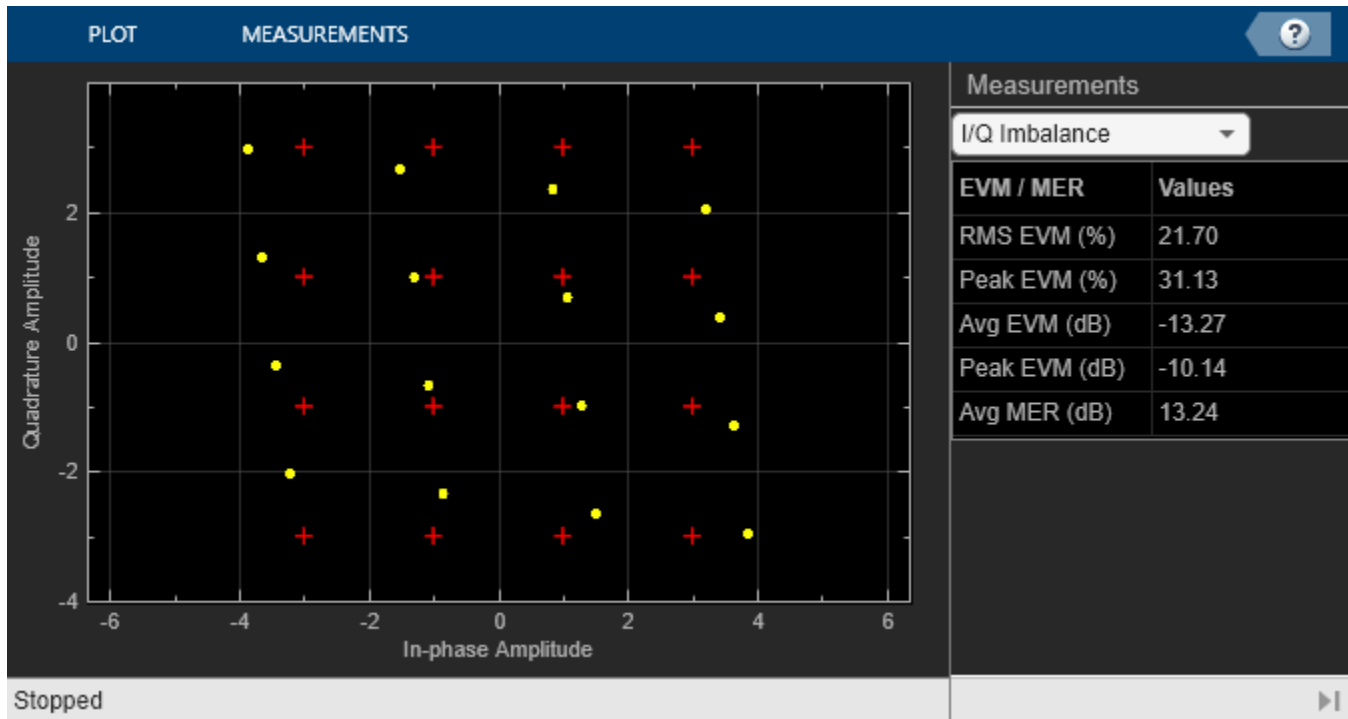 PLOT MEASUREMENTS ?
Measurements
I/Q Imbalance
EVM / MER Values
RMS EVM (%) 21.70
Peak EVM (%) 31.13
Avg EVM (dB) -13.27
Peak EVM (dB) -10.14
Avg MER (dB) 13.24
Quadrature Amplitude
2
0
-2
-4
-6 -4 -2 0 2 4 6
In-phase Amplitude
Stopped